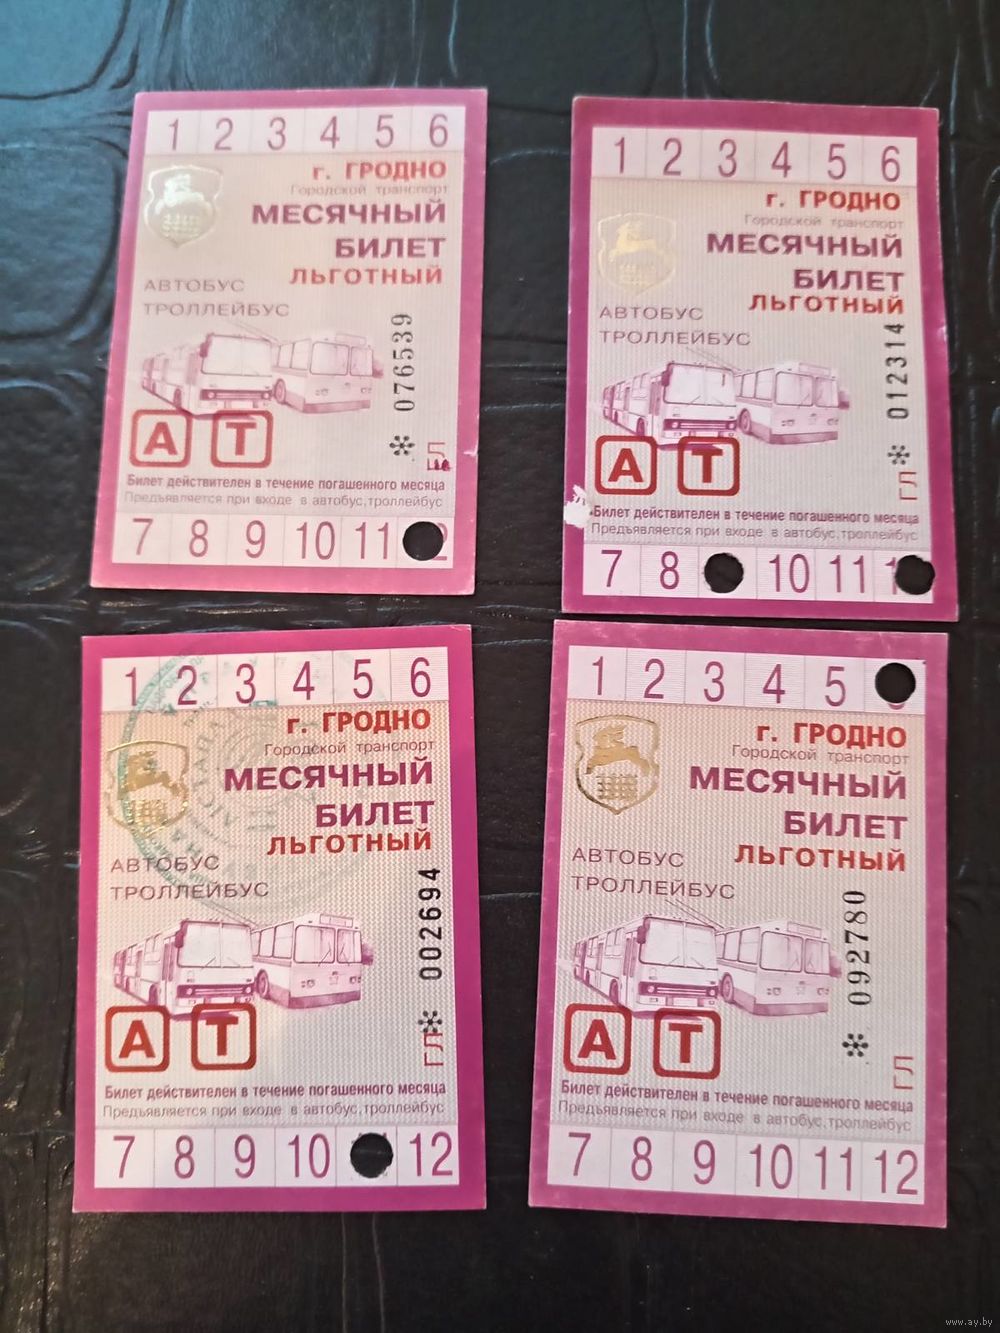 1 2 3 4 5 6
г. ГРОДНО
Городской транспорт
МЕСЯЧНЫЙ
БИЛЕТ
ЛЬГОТНЫЙ
АВТОБУС
ТРОЛЛЕЙБУС
* 076539
А Т
Билет действителен в течение погашенного месяца
Предъявляется при входе в автобус,троллейбус
7 8 9 10 11
1 2 3 4 5 6
г. ГРОДНО
Городской транспорт
МЕСЯЧНЫЙ
БИЛЕТ
ЛЬГОТНЫЙ
АВТОБУС
ТРОЛЛЕЙБУС
* 012314
А Т
ГЛ
Билет действителен в течение погашенного месяца
Предъявляется при входе в автобус,троллейбус
7 8 10 11
1 2 3 4 5 6
г. ГРОДНО
Городской транспорт
МЕСЯЧНЫЙ
БИЛЕТ
ЛЬГОТНЫЙ
АВТОБУС
ТРОЛЛЕЙБУС
* 002694
А Т
ГЛ
Билет действителен в течение погашенного месяца
Предъявляется при входе в автобус,троллейбус
7 8 9 10 12
1 2 3 4 5
г. ГРОДНО
Городской транспорт
МЕСЯЧНЫЙ
БИЛЕТ
ЛЬГОТНЫЙ
АВТОБУС
ТРОЛЛЕЙБУС
* 092780
А Т
Билет действителен в течение погашенного месяца
Предъявляется при входе в автобус,троллейбус
7 8 9 10 11 12
www.ay.by